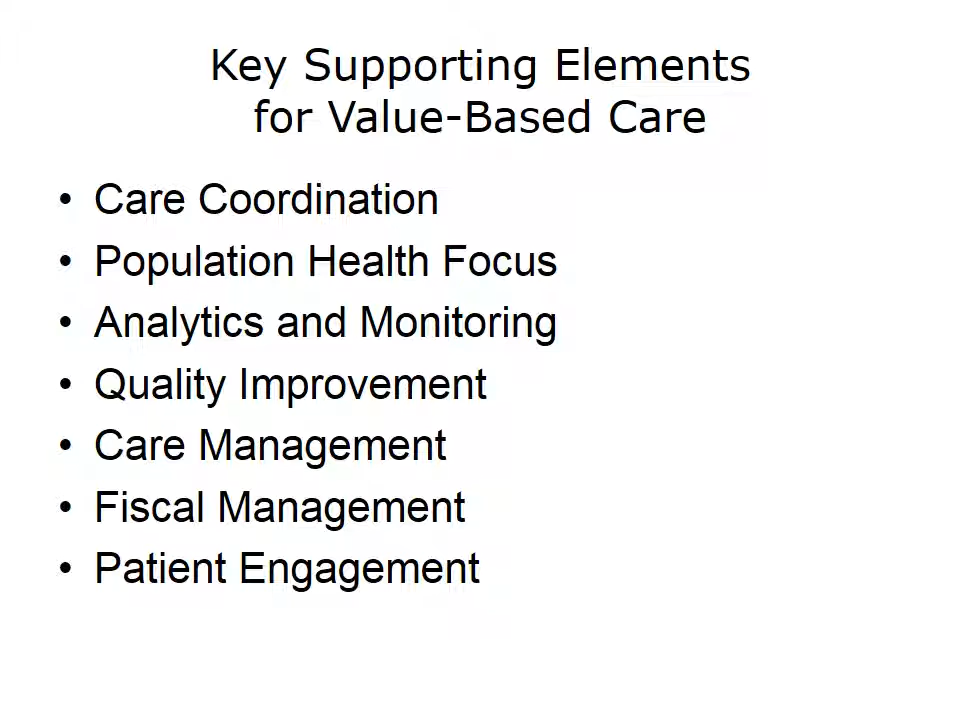 Key Supporting Elements
for Value-Based Care
• Care Coordination
• Population Health Focus
• Analytics and Monitoring
• Quality Improvement
• Care Management
• Fiscal Management
• Patient Engagement